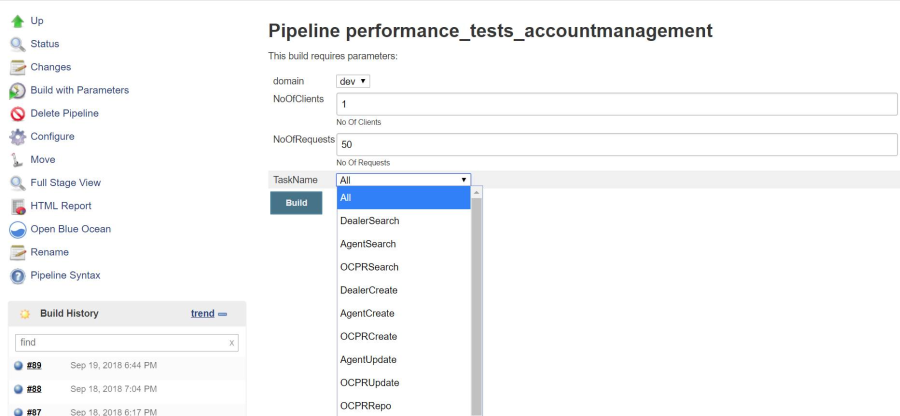 Up
Status
Changes
Build with Parameters
Delete Pipeline
Configure
Move
Full Stage View
HTML Report
Open Blue Ocean
Rename
Pipeline Syntax
Build History trend
find x
#89 Sep 19, 2018 6:44 PM
#88 Sep 18, 2018 7:04 PM
#87 Sep 18, 2018 6:17 PM
Pipeline performance_tests_accountmanagement
This build requires parameters:
domain dev
NoOfClients 1
No Of Clients
NoOfRequests 50
No Of Requests
TaskName All
Build
All
DealerSearch
AgentSearch
OCPRSearch
DealerCreate
AgentCreate
OCPRCreate
AgentUpdate
OCPRUpdate
OCPRRepo